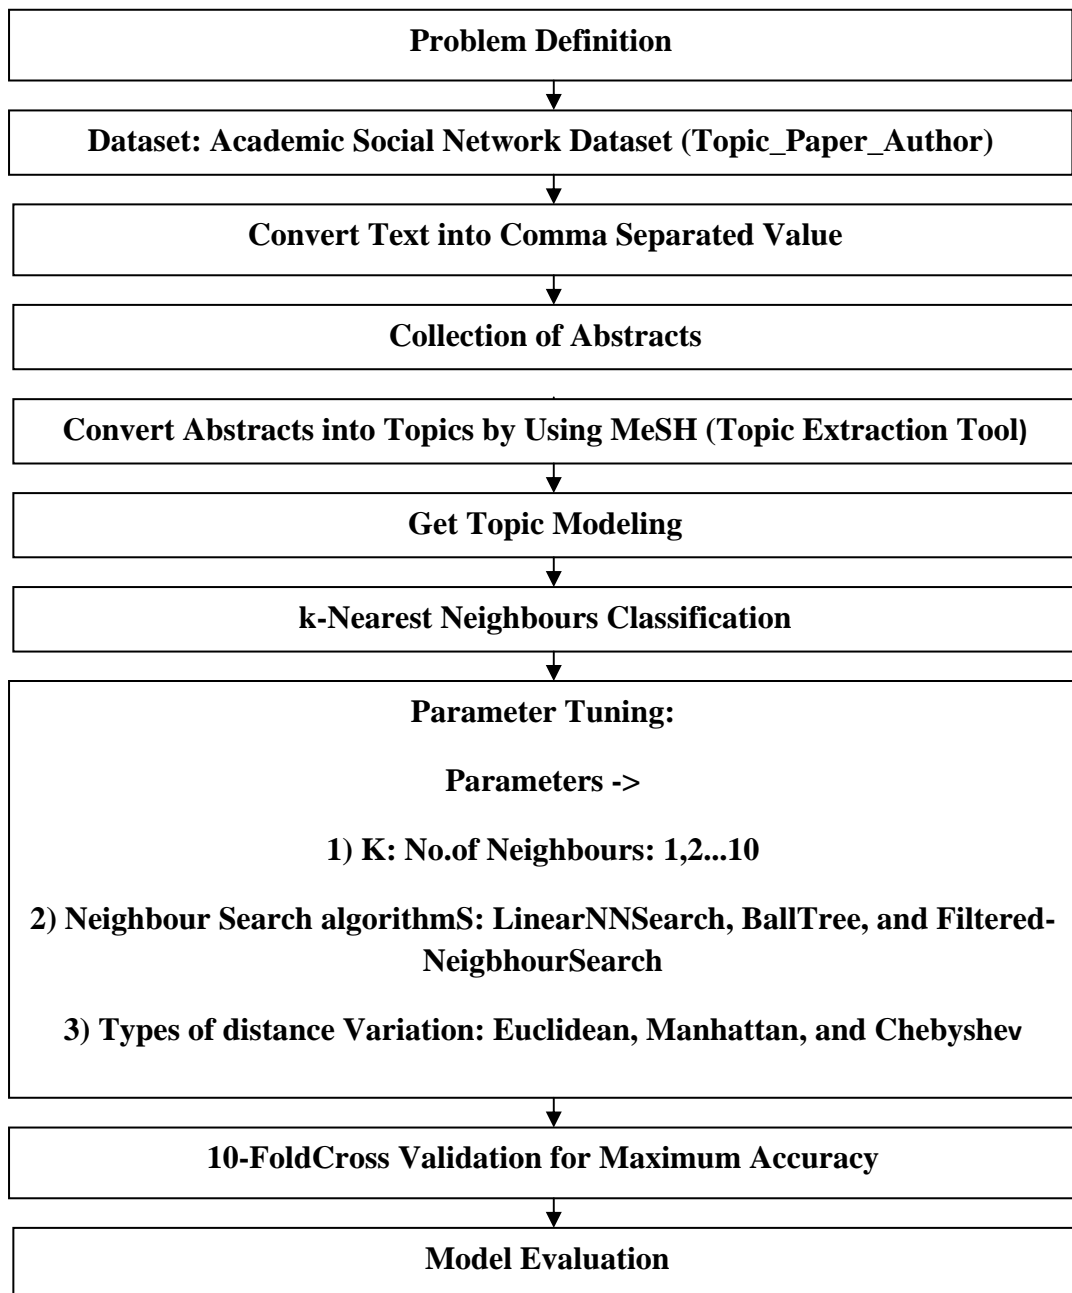 Problem Definition
Dataset: Academic Social Network Dataset (Topic_Paper_Author)
Convert Text into Comma Separated Value
Collection of Abstracts
Convert Abstracts into Topics by Using MeSH (Topic Extraction Tool)
Get Topic Modeling
k-Nearest Neighbours Classification
Parameter Tuning:
Parameters ->
1) K: No.of Neighbours: 1,2...10
2) Neighbour Search algorithmS: LinearNNSearch, BallTree, and Filtered-
NeigbhourSearch
3) Types of distance Variation: Euclidean, Manhattan, and Chebyshev
10-FoldCross Validation for Maximum Accuracy
Model Evaluation